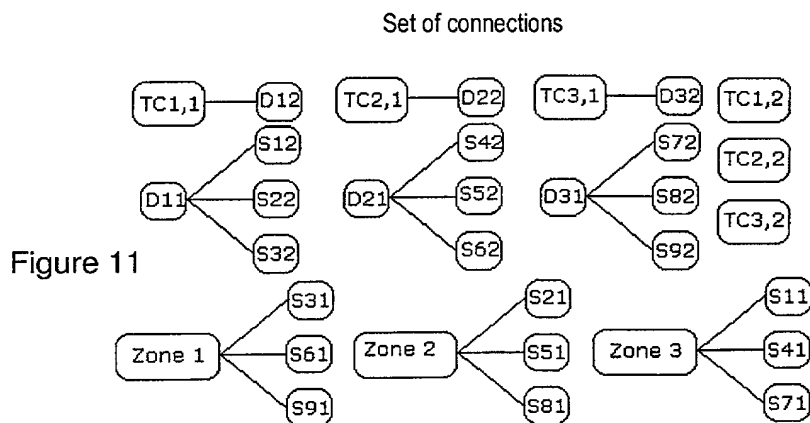 Set of connections
TC1,1 D12 TC2,1 D22 TC3,1 D32 TC1,2
S12 S42 S72
TC2,2
D11 S22 D21 S52 D31 S82
TC3,2
S32 S62 S92
Figure 11
S31 S21 S11
Zone 1 S61 Zone 2 S51 Zone 3 S41
S91 S81 S71